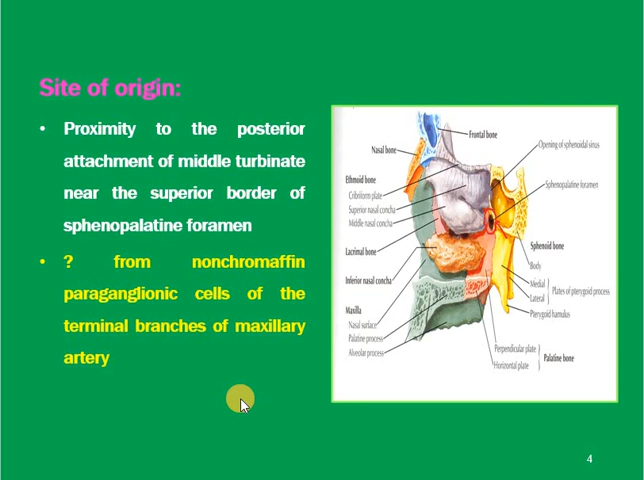 Site of origin:
• Proximity to the posterior
attachment of middle turbinate
near the superior border of
sphenopalatine foramen
• ? from nonchromaffin
paraganglionic cells of the
terminal branches of maxillary
artery
Frontal bone
Nasal bone
Opening of sphenoidal sinus
Ethmoid bone
Cribriform plate
Superior nasal concha
Middle nasal concha
Sphenopalatine foramen
Lacrimal bone
Sphenoid bone
Body
Inferior nasal concha
Medial
Lateral
Plates of pterygoid process
Pterygoid hamulus
Maxilla
Nasal surface
Palatine process
Alveolar process
Perpendicular plate
Horizontal plate
Palatine bone
4